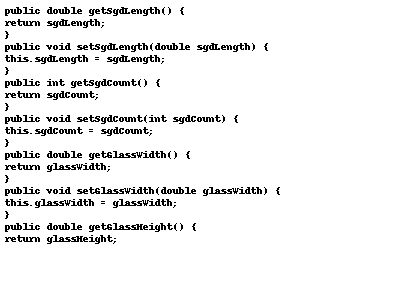 public double getSgdLength() {
return sgdLength;
}
public void setSgdLength(double sgdLength) {
this.sgdLength = sgdLength;
}
public int getSgdCount() {
return sgdCount;
}
public void setSgdCount(int sgdCount) {
this.sgdCount = sgdCount;
}
public double getGlassWidth() {
return glassWidth;
}
public void setGlassWidth(double glassWidth) {
this.glassWidth = glassWidth;
}
public double getGlassHeight() {
return glassHeight;